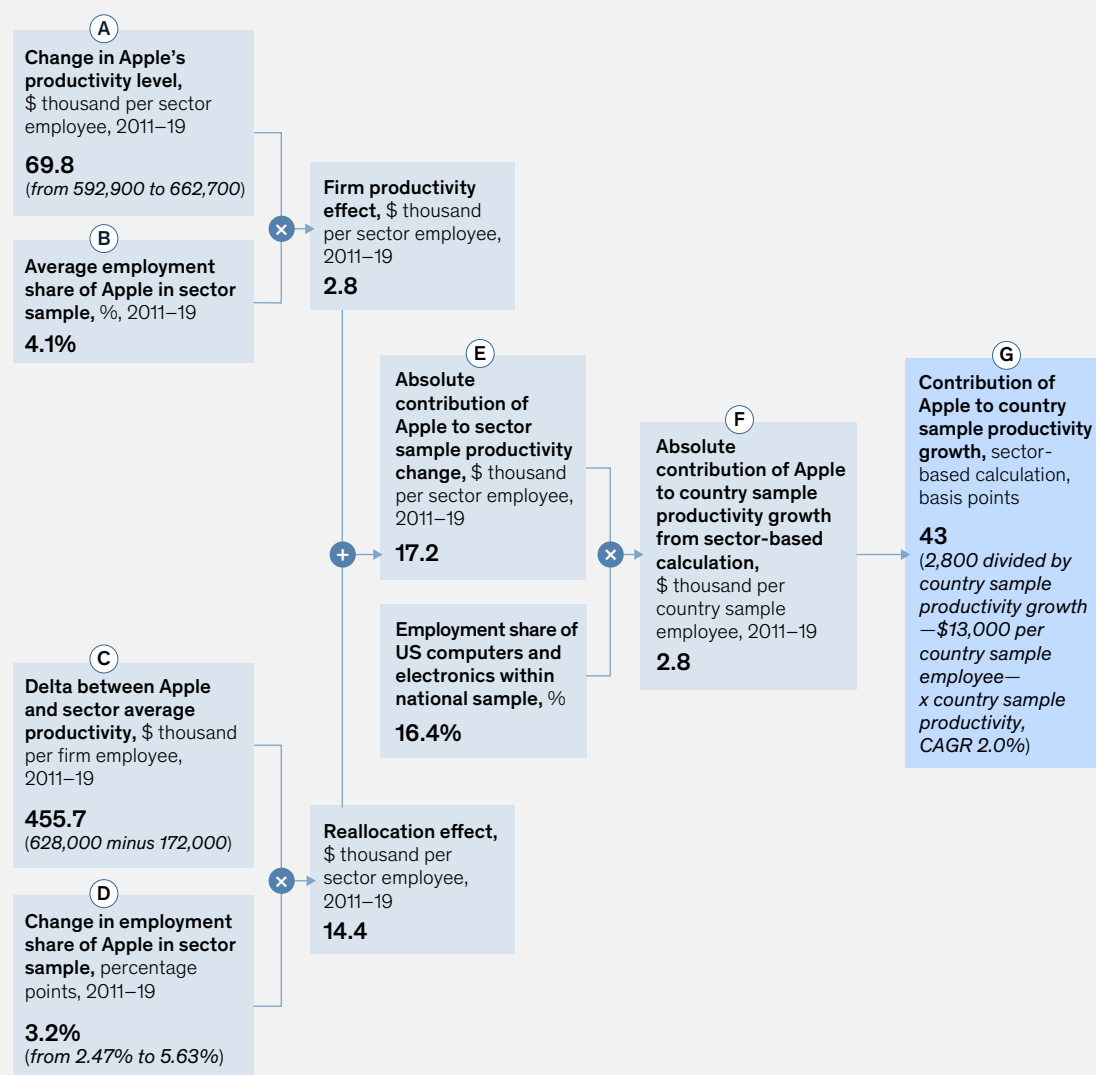 A
Change in Apple’s
productivity level,
$ thousand per sector
employee, 2011–19
69.8
(from 592,900 to 662,700)
B
Average employment
share of Apple in sector
sample, %, 2011–19
4.1%
×
Firm productivity
effect, $ thousand
per sector employee,
2011–19
2.8
C
Delta between Apple
and sector average
productivity, $ thousand
per firm employee,
2011–19
455.7
(628,000 minus 172,000)
D
Change in employment
share of Apple in sector
sample, percentage
points, 2011–19
3.2%
(from 2.47% to 5.63%)
×
Reallocation effect,
$ thousand per
sector employee,
2011–19
14.4
+
E
Absolute
contribution of
Apple to sector
sample productivity
change, $ thousand
per sector employee,
2011–19
17.2
Employment share of
US computers and
electronics within
national sample, %
16.4%
×
F
Absolute
contribution of Apple
to country sample
productivity growth
from sector-based
calculation,
$ thousand per
country sample
employee, 2011–19
2.8
G
Contribution of
Apple to country
sample productivity
growth, sector-
based calculation,
basis points
43
(2,800 divided by
country sample
productivity growth
—$13,000 per
country sample
employee—
x country sample
productivity,
CAGR 2.0%)